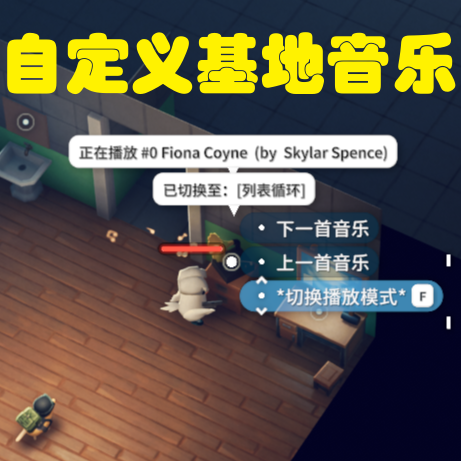 自定义基地音乐
正在播放 #0 Fiona Coyne (by Skylar Spence)
已切换至：[列表循环]
下一首音乐
上一首音乐
*切换播放模式* F